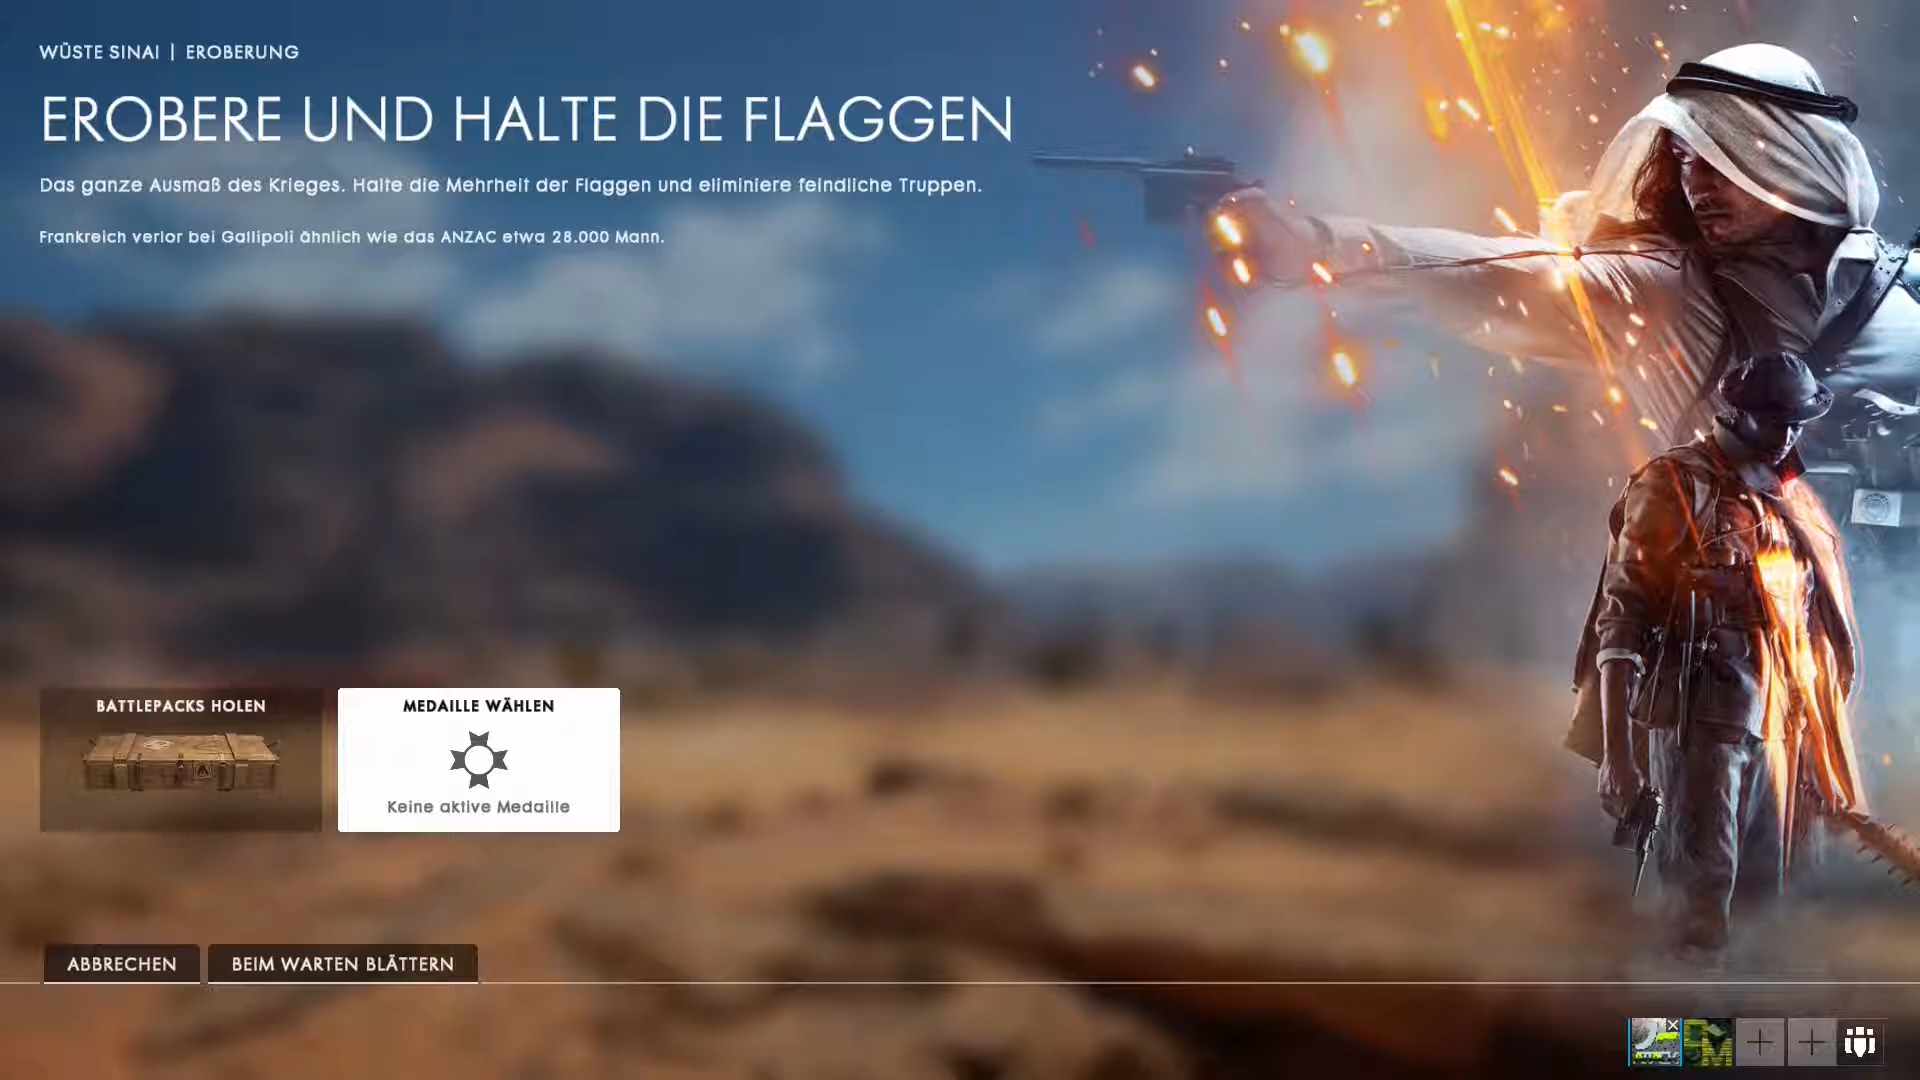 WÜSTE SINAI | EROBERUNG
EROBERE UND HALTE DIE FLAGGEN
Das ganze Ausmaß des Krieges. Halte die Mehrheit der Flaggen und eliminiere feindliche Truppen.
Frankreich verlor bei Gallipoli ähnlich wie das ANZAC etwa 28.000 Mann.
BATTLEPACKS HOLEN
MEDAILLE WÄHLEN
Keine aktive Medaille
ABBRECHEN
BEIM WARTEN BLÄTTERN